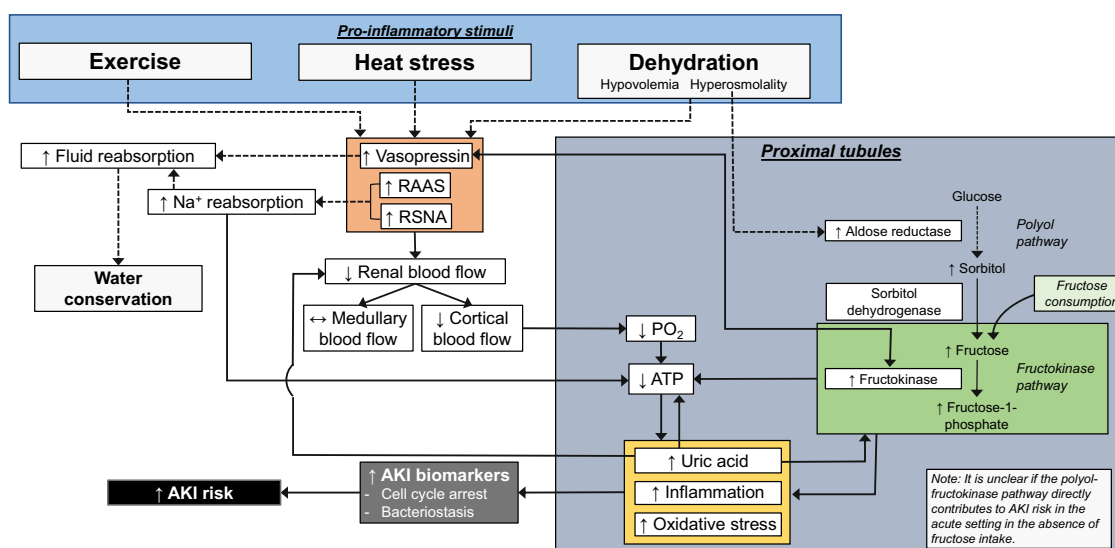 Pro-inflammatory stimuli
Exercise
Heat stress
Dehydration
Hypovolemia Hyperosmolality
↑ Fluid reabsorption
↑ Vasopressin
↑ RAAS
↑ Na⁺ reabsorption
↑ RSNA
Water
conservation
↓ Renal blood flow
↔ Medullary
blood flow
↓ Cortical
blood flow
Proximal tubules
Glucose
↑ Aldose reductase
Polyol
pathway
↑ Sorbitol
Sorbitol
dehydrogenase
Fructose
consumption
↓ PO₂
↓ ATP
↑ Fructose
Fructokinase
pathway
↑ Fructokinase
↑ Fructose-1-
phosphate
↑ Uric acid
↑ Inflammation
↑ Oxidative stress
↑ AKI biomarkers
- Cell cycle arrest
- Bacteriostasis
↑ AKI risk
Note: It is unclear if the polyol-
fructokinase pathway directly
contributes to AKI risk in the
acute setting in the absence of
fructose intake.